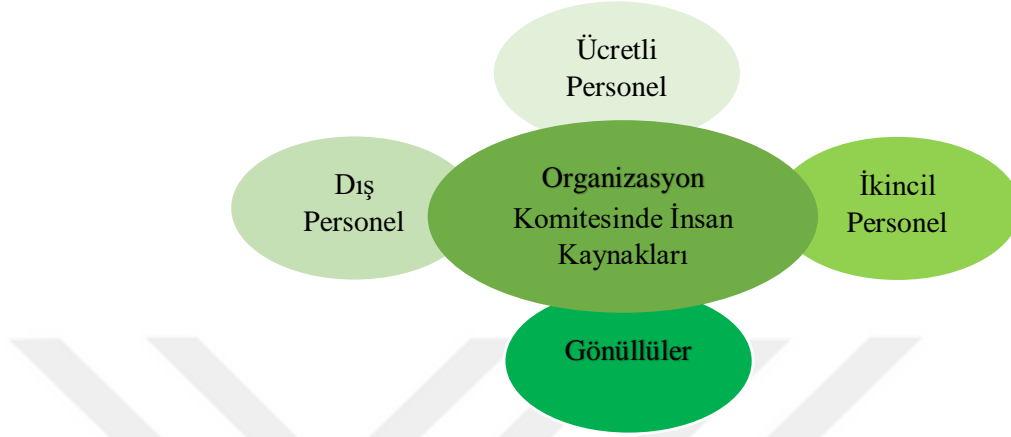 Ücretli
Personel
Dış
Personel
Organizasyon
Komitesinde İnsan
Kaynakları
İkincil
Personel
Gönüllüler